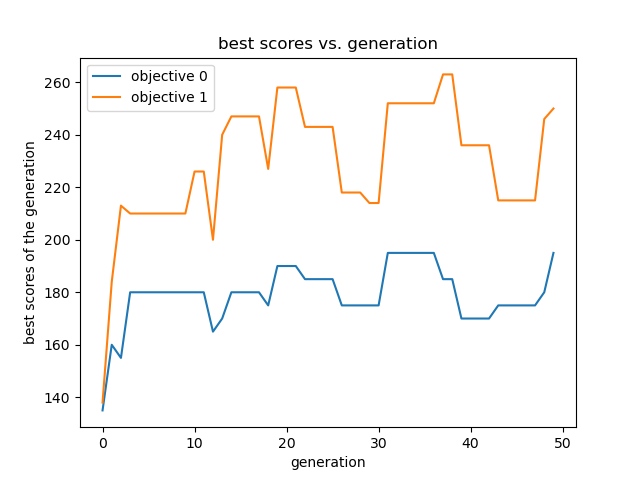 best scores vs. generation
objective 0
objective 1
best scores of the generation
260
240
220
200
180
160
140
0 10 20 30 40 50
generation